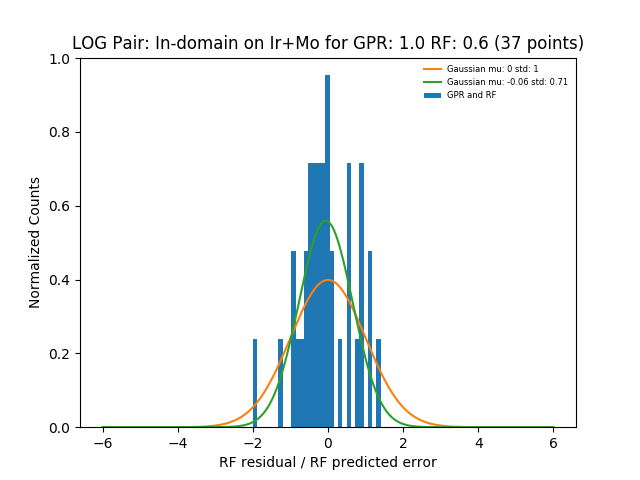 LOG Pair: In-domain on Ir+Mo for GPR: 1.0 RF: 0.6 (37 points)
Gaussian mu: 0 std: 1
Gaussian mu: -0.06 std: 0.71
GPR and RF
Normalized Counts
1.0
0.8
0.6
0.4
0.2
0.0
−6 −4 −2 0 2 4 6
RF residual / RF predicted error